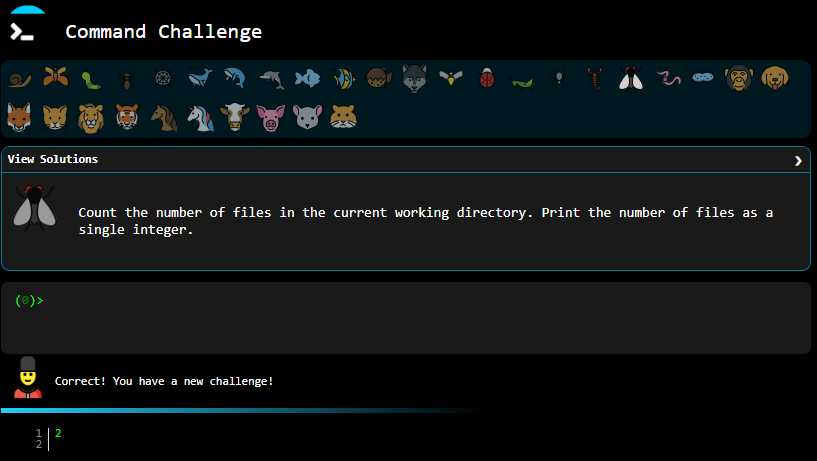 Command Challenge
View Solutions
Count the number of files in the current working directory. Print the number of files as a
single integer.
(0)>
Correct! You have a new challenge!
1 2
2